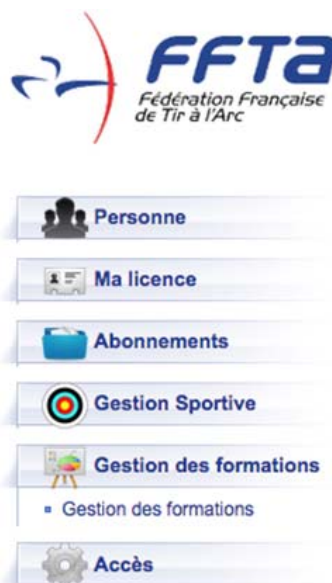 FFTa
Fédération Française
de Tir à l'Arc
Personne
Ma licence
Abonnements
Gestion Sportive
Gestion des formations
Gestion des formations
Accès